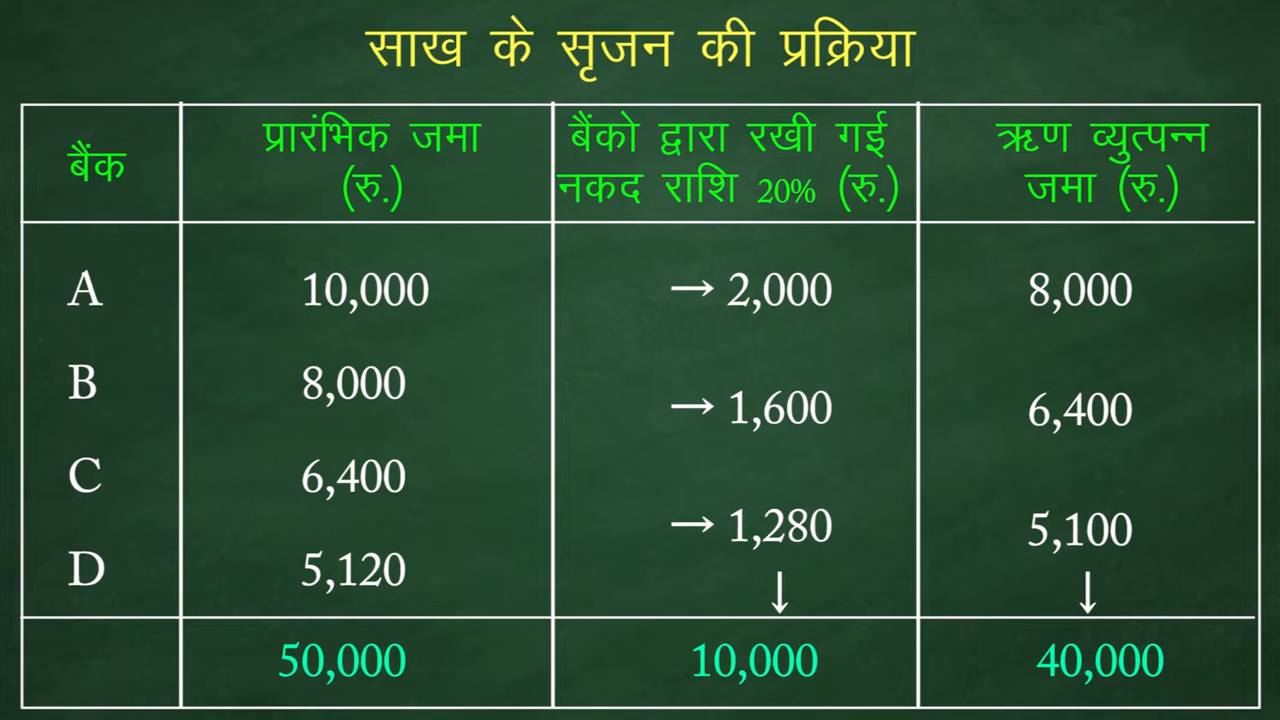 साख के सृजन की प्रक्रिया
बैंक
प्रारंभिक जमा
(रु.)
बैंको द्वारा रखी गई
नकद राशि 20% (रु.)
ऋण व्युत्पन्न
जमा (रु.)
A 10,000 → 2,000 8,000
B 8,000 → 1,600 6,400
C 6,400 → 1,280 5,100
D 5,120 ↓ ↓
50,000 10,000 40,000